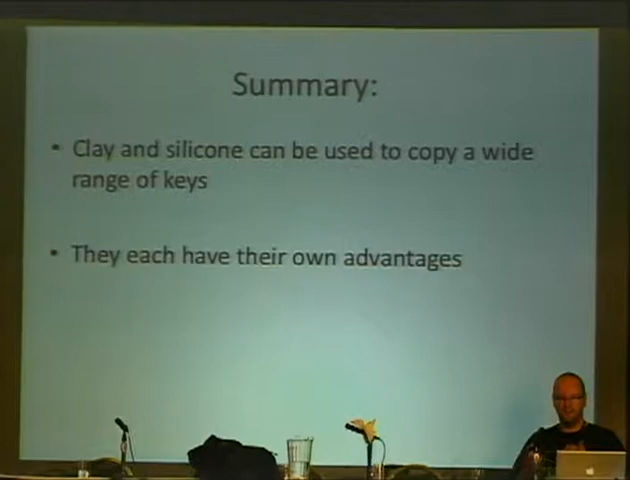 Summary:
• Clay and silicone can be used to copy a wide
range of keys
• They each have their own advantages